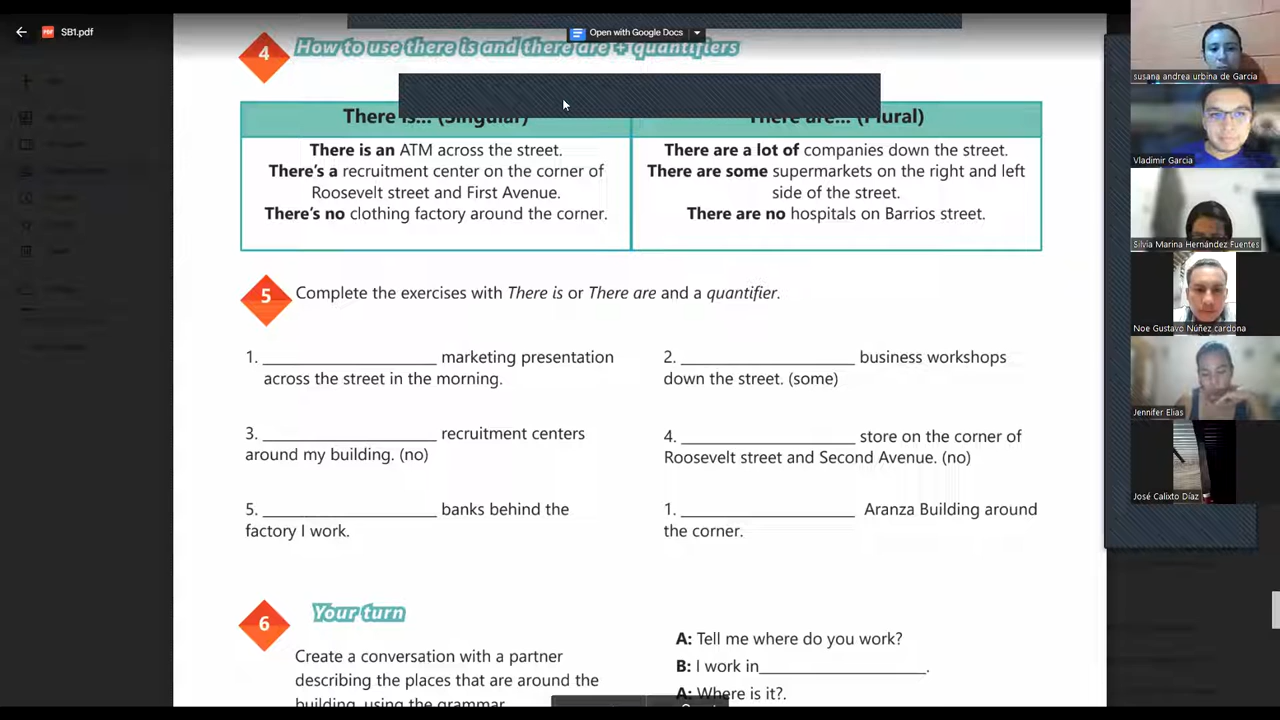 SB1.pdf
Open with Google Docs
4
How to use there is and there are + quantifiers
There is... (Singular)
There are... (Plural)
There is an ATM across the street.
There's a recruitment center on the corner of
Roosevelt street and First Avenue.
There's no clothing factory around the corner.
There are a lot of companies down the street.
There are some supermarkets on the right and left
side of the street.
There are no hospitals on Barrios street.
5
Complete the exercises with There is or There are and a quantifier.
1. ____________________ marketing presentation
across the street in the morning.
2. ____________________ business workshops
down the street. (some)
3. ____________________ recruitment centers
around my building. (no)
4. ____________________ store on the corner of
Roosevelt street and Second Avenue. (no)
5. ____________________ banks behind the
factory I work.
1. ____________________ Aranza Building around
the corner.
6
Your turn
Create a conversation with a partner
describing the places that are around the
building, using the grammar
A: Tell me where do you work?
B: I work in____________________.
A: Where is it?.
susana andrea urbina de Garcia
Vladimir Garcia
Silvia Marina Hernández Fuentes
Noe Gustavo Núñez cardona
Jennifer Elias
José Calixto Díaz